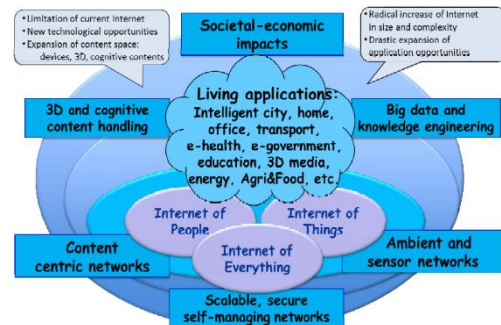 •Limitation of current Internet
•New technological opportunities
•Expansion of content space:
devices, 3D, cognitive contents
Societal-economic
impacts
•Radical increase of Internet
in size and complexity
•Drastic expansion of
application opportunities
3D and cognitive
content handling
Living applications:
Intelligent city, home,
office, transport,
e-health, e-government,
education, 3D media,
energy, Agri&Food, etc.
Big data and
knowledge engineering
Internet of
People
Internet of
Things
Internet of
Everything
Content
centric networks
Ambient and
sensor networks
Scalable, secure
self-managing networks